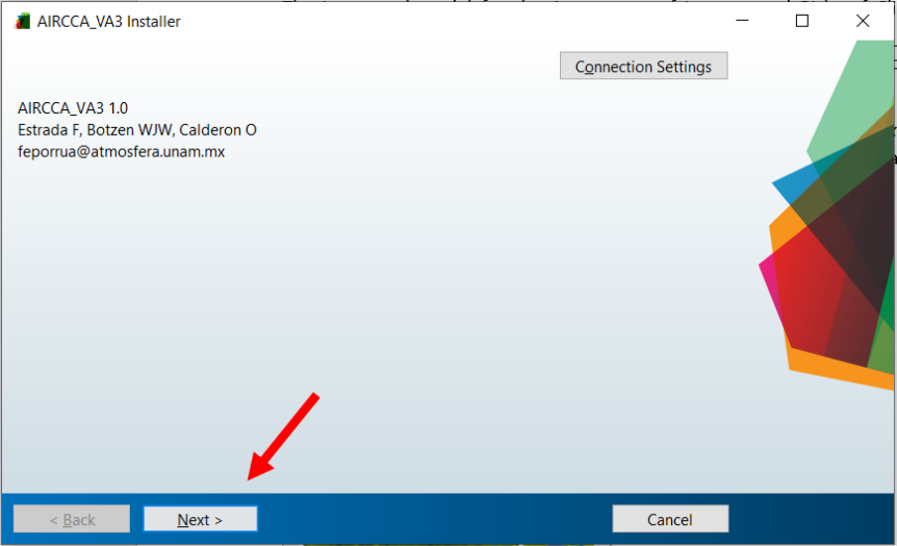 AIRCCA_VA3 Installer
Connection Settings
AIRCCA_VA3 1.0
Estrada F, Botzen WJW, Calderon O
feporrua@atmosfera.unam.mx
< Back
Next >
Cancel